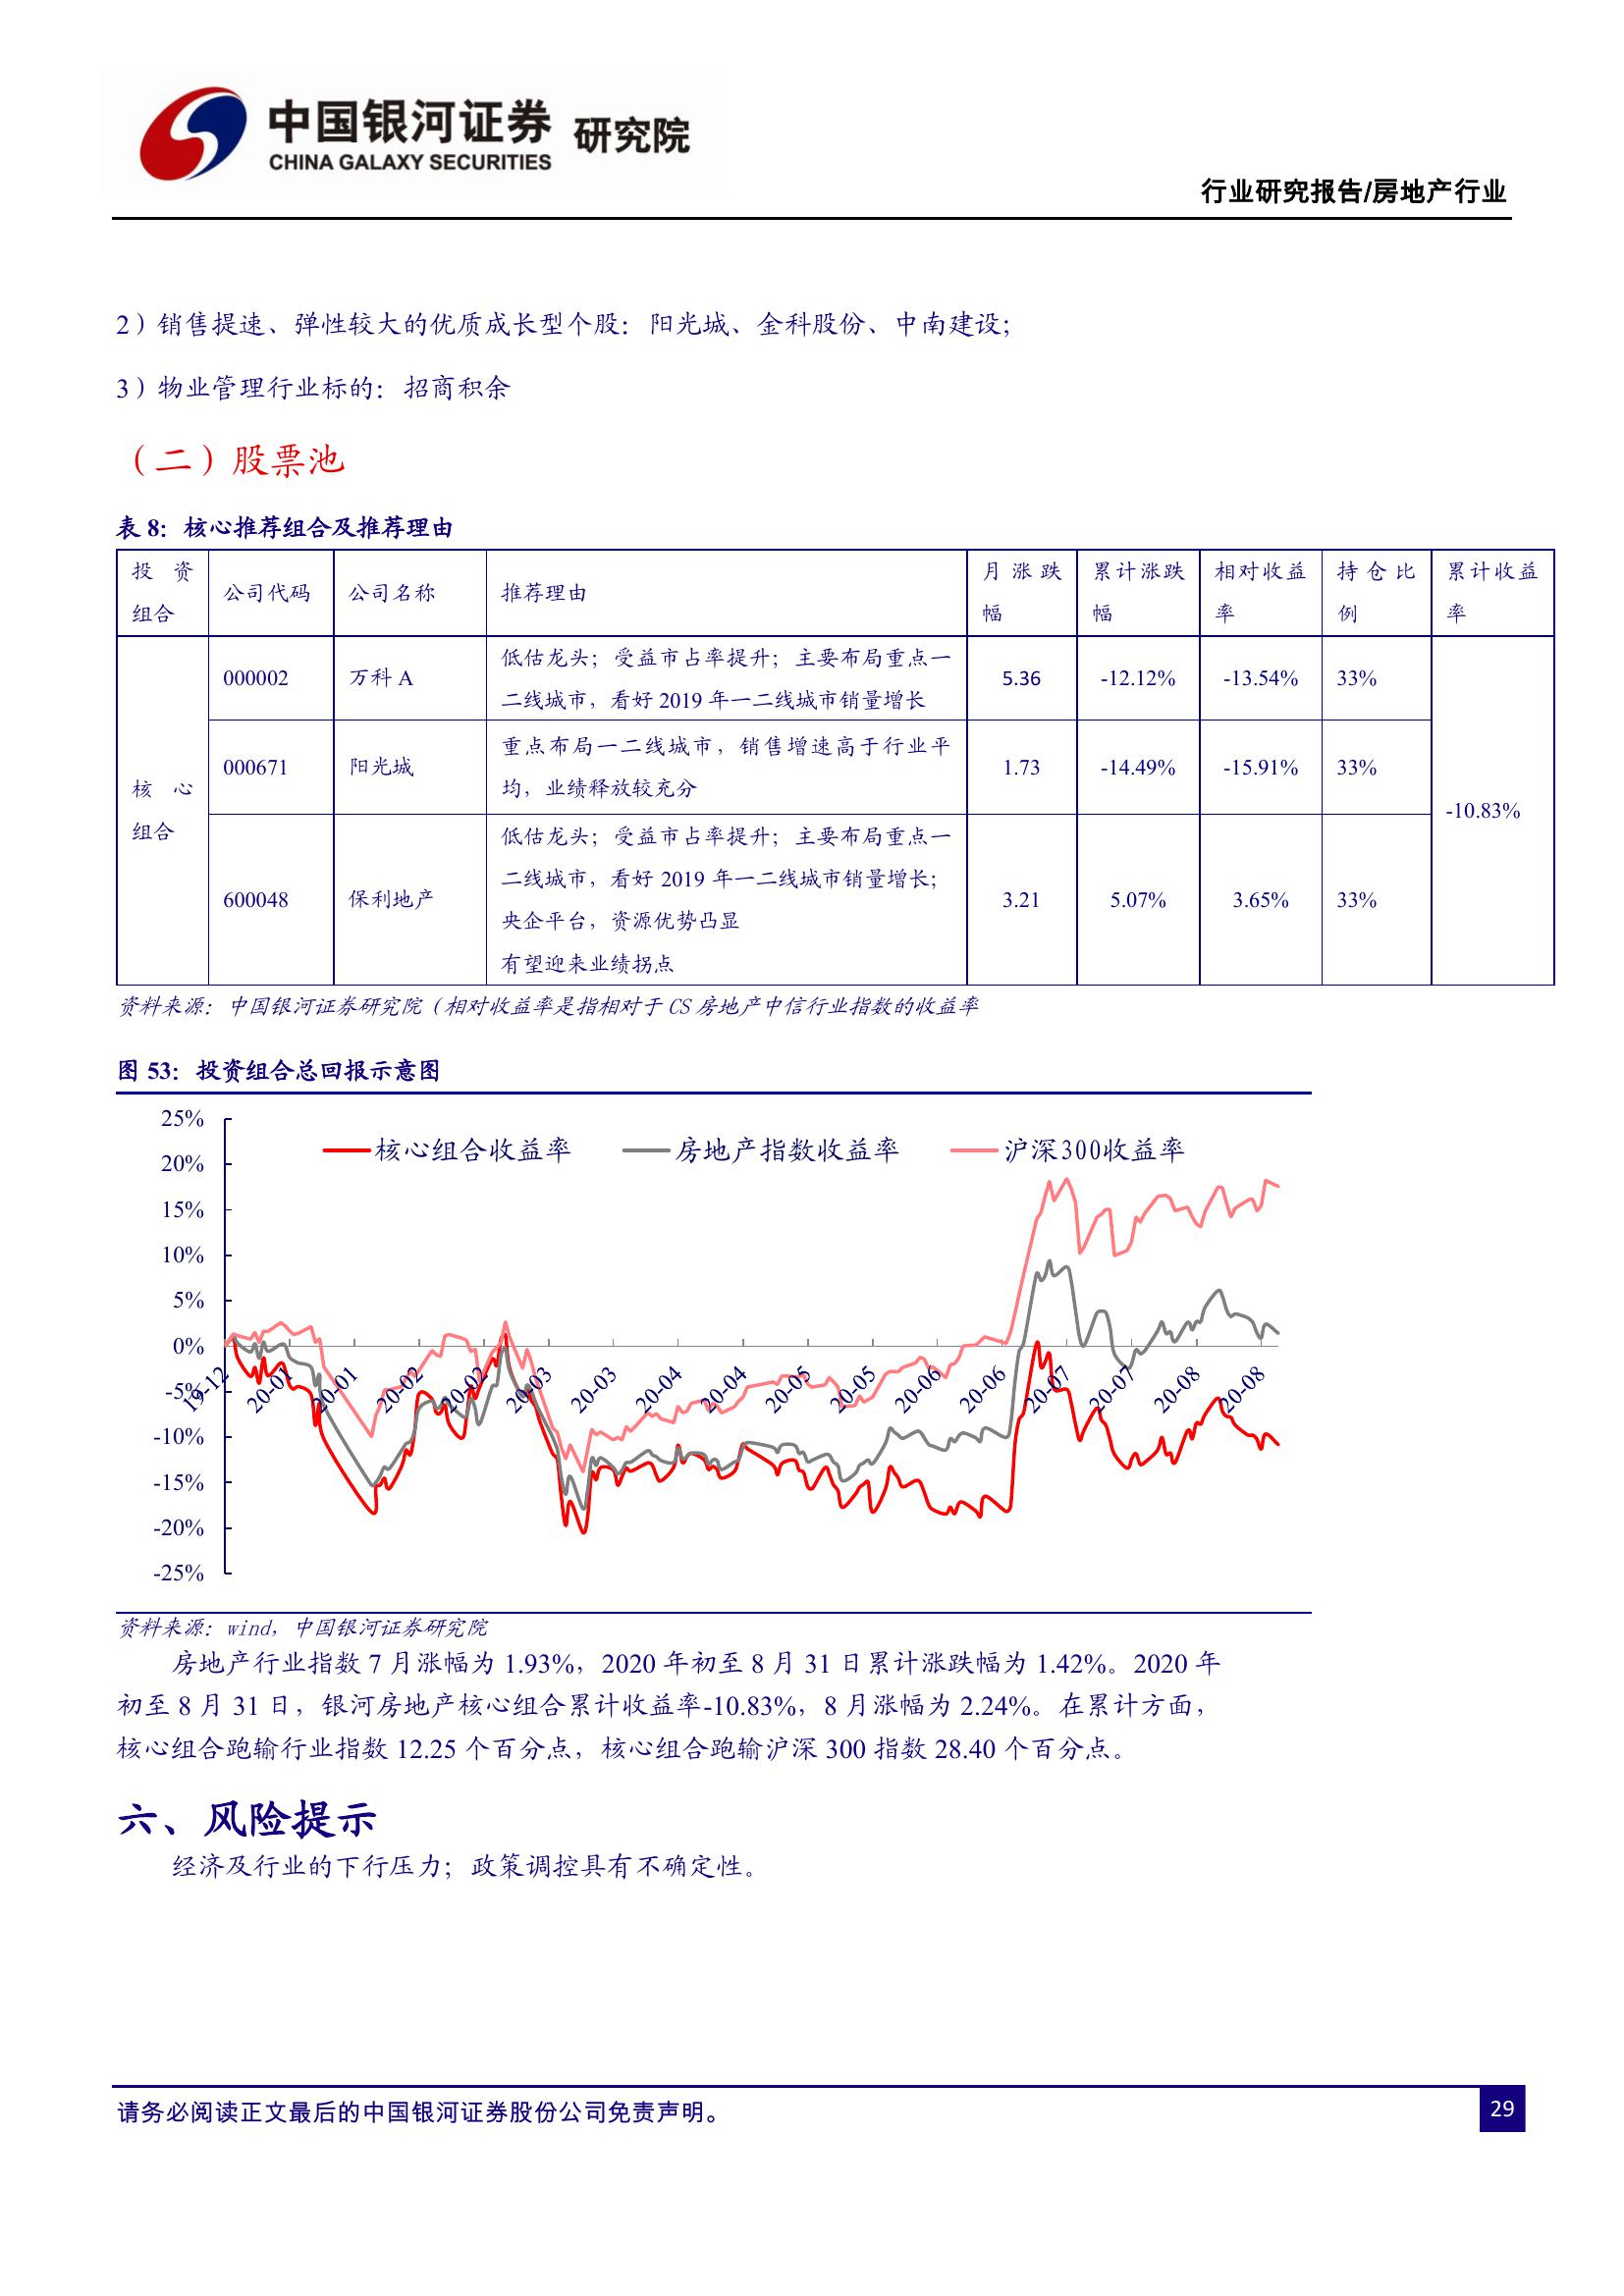 中国银河证券 研究院
CHINA GALAXY SECURITIES
行业研究报告/房地产行业
2）销售提速、弹性较大的优质成长型个股：阳光城、金科股份、中南建设；
3）物业管理行业标的：招商积余
（二）股票池
表 8：核心推荐组合及推荐理由
投资组合 公司代码 公司名称 推荐理由 月涨跌幅 累计涨跌幅 相对收益率 持仓比例 累计收益率
核心组合
000002 万科 A 低估龙头；受益市占率提升；主要布局重点一
二线城市，看好 2019 年一二线城市销量增长 5.36 -12.12% -13.54% 33%
000671 阳光城 重点布局一二线城市，销售增速高于行业平
均，业绩释放较充分 1.73 -14.49% -15.91% 33%
-10.83%
600048 保利地产 低估龙头；受益市占率提升；主要布局重点一
二线城市，看好 2019 年一二线城市销量增长；
央企平台，资源优势凸显
有望迎来业绩拐点 3.21 5.07% 3.65% 33%
资料来源：中国银河证券研究院（相对收益率是指相对于 CS 房地产中信行业指数的收益率
图 53：投资组合总回报示意图
核心组合收益率 房地产指数收益率 沪深300收益率
25%
20%
15%
10%
5%
0%
-5%
-10%
-15%
-20%
-25%
19-12 20-01 20-01 20-02 20-02 20-03 20-03 20-04 20-04 20-05 20-05 20-06 20-06 20-07 20-07 20-08 20-08
资料来源：wind，中国银河证券研究院
房地产行业指数 7 月涨幅为 1.93%，2020 年初至 8 月 31 日累计涨跌幅为 1.42%。2020 年
初至 8 月 31 日，银河房地产核心组合累计收益率-10.83%，8 月涨幅为 2.24%。在累计方面，
核心组合跑输行业指数 12.25 个百分点，核心组合跑输沪深 300 指数 28.40 个百分点。
六、风险提示
经济及行业的下行压力；政策调控具有不确定性。
请务必阅读正文最后的中国银河证券股份公司免责声明。
29